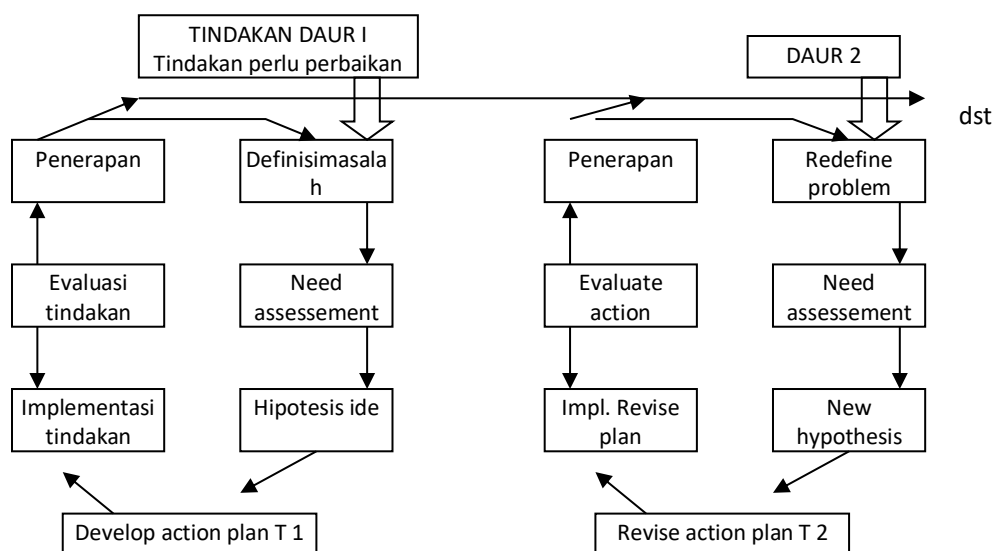 TINDAKAN DAUR I
Tindakan perlu perbaikan
DAUR 2
dst
Penerapan
Definisimasala
h
Penerapan
Redefine
problem
Evaluasi
tindakan
Need
assessement
Evaluate
action
Need
assessement
Implementasi
tindakan
Hipotesis ide
Impl. Revise
plan
New
hypothesis
Develop action plan T 1
Revise action plan T 2